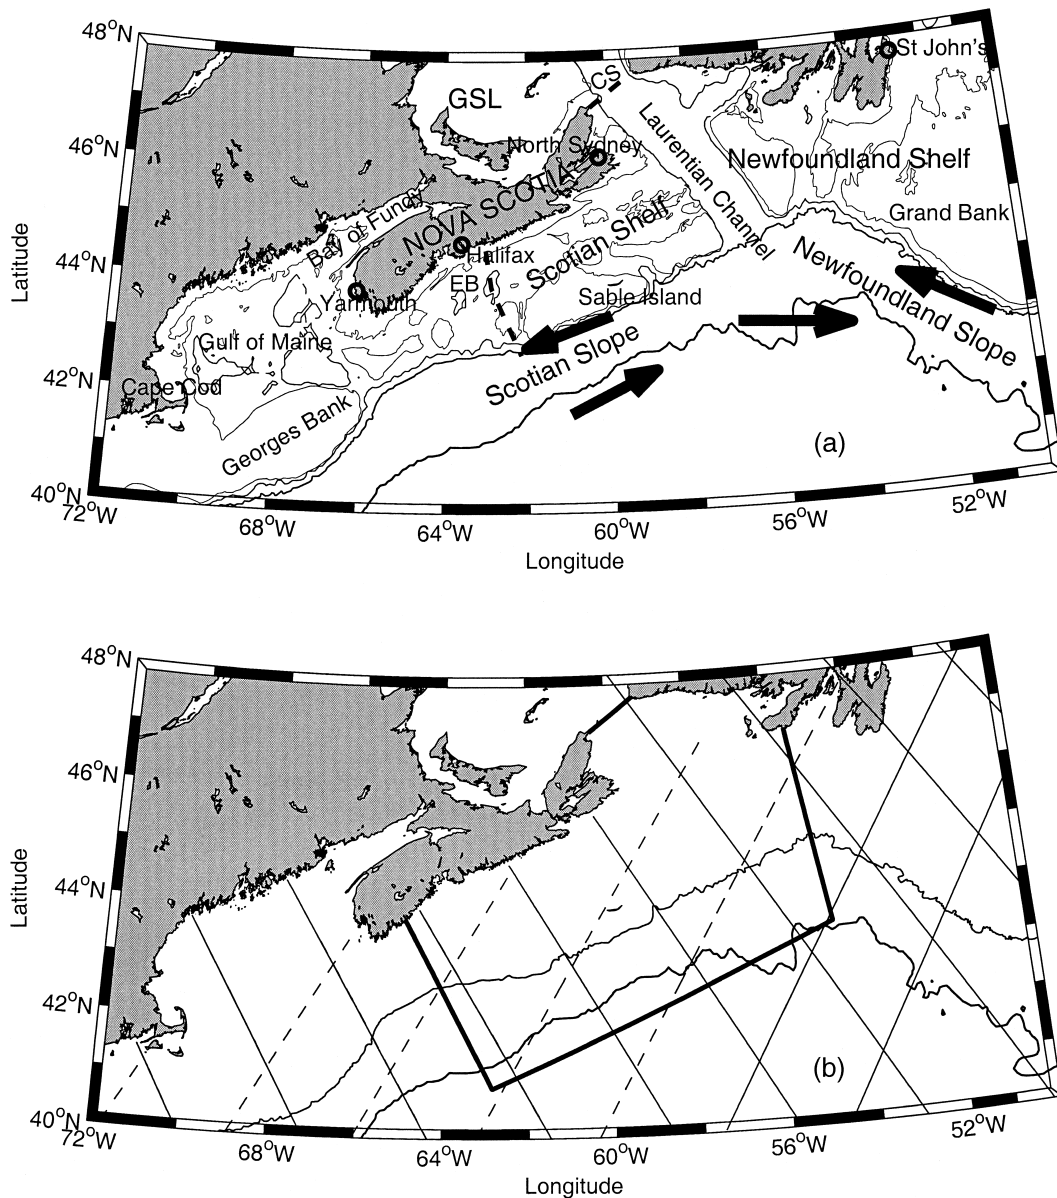 48°N
46°N
44°N
42°N
40°N
Latitude
72°W
68°W
64°W
60°W
56°W
52°W
Longitude
GSL
CS
St John's
North Sydney
Laurentian Channel
Newfoundland Shelf
Grand Bank
NOVA SCOTIA
Bay of Fundy
Halifax
Scotian Shelf
EB
Yarmouth
Sable Island
Newfoundland Slope
Gulf of Maine
Scotian Slope
Cape Cod
Georges Bank
(a)
48°N
46°N
44°N
42°N
40°N
Latitude
72°W
68°W
64°W
60°W
56°W
52°W
Longitude
(b)